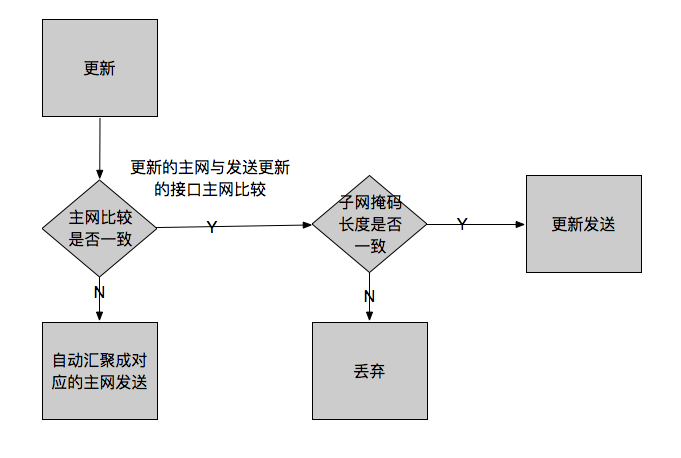 更新
更新的主网与发送更新
的接口主网比较
主网比较
是否一致
Y
子网掩码
长度是否
一致
Y
更新发送
N
N
自动汇聚成对
应的主网发送
丢弃